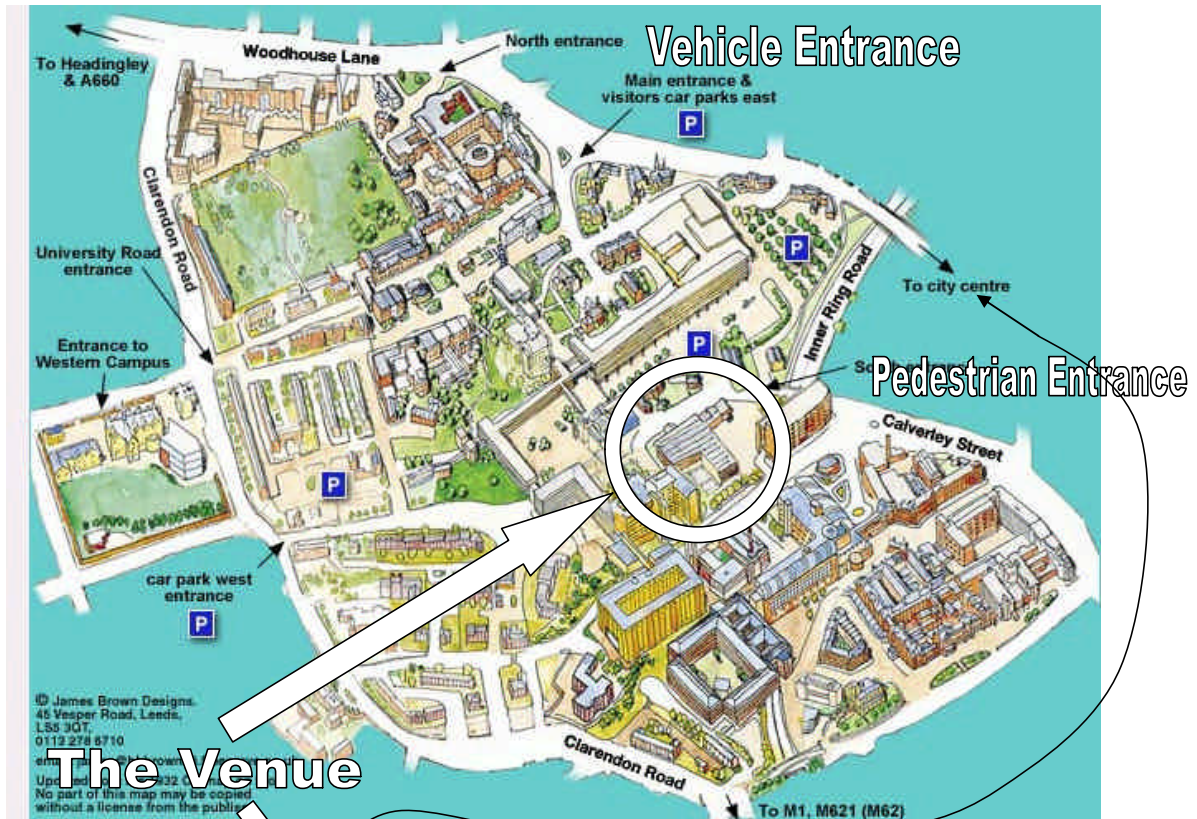 Woodhouse Lane
North entrance
Vehicle Entrance
To Headingley
& A660
Main entrance &
visitors car parks east
P
Clarendon Road
University Road
entrance
P
To city centre
Inner Ring Road
Entrance to
Western Campus
P
Pedestrian Entrance
Calverley Street
P
car park west
entrance
P
© James Brown Designs.
45 Vesper Road, Leeds,
LS5 3QT,
0113 278 5710
The Venue
No part of this map may be copied
without a license from the
Clarendon Road
To M1, M621 (M62)